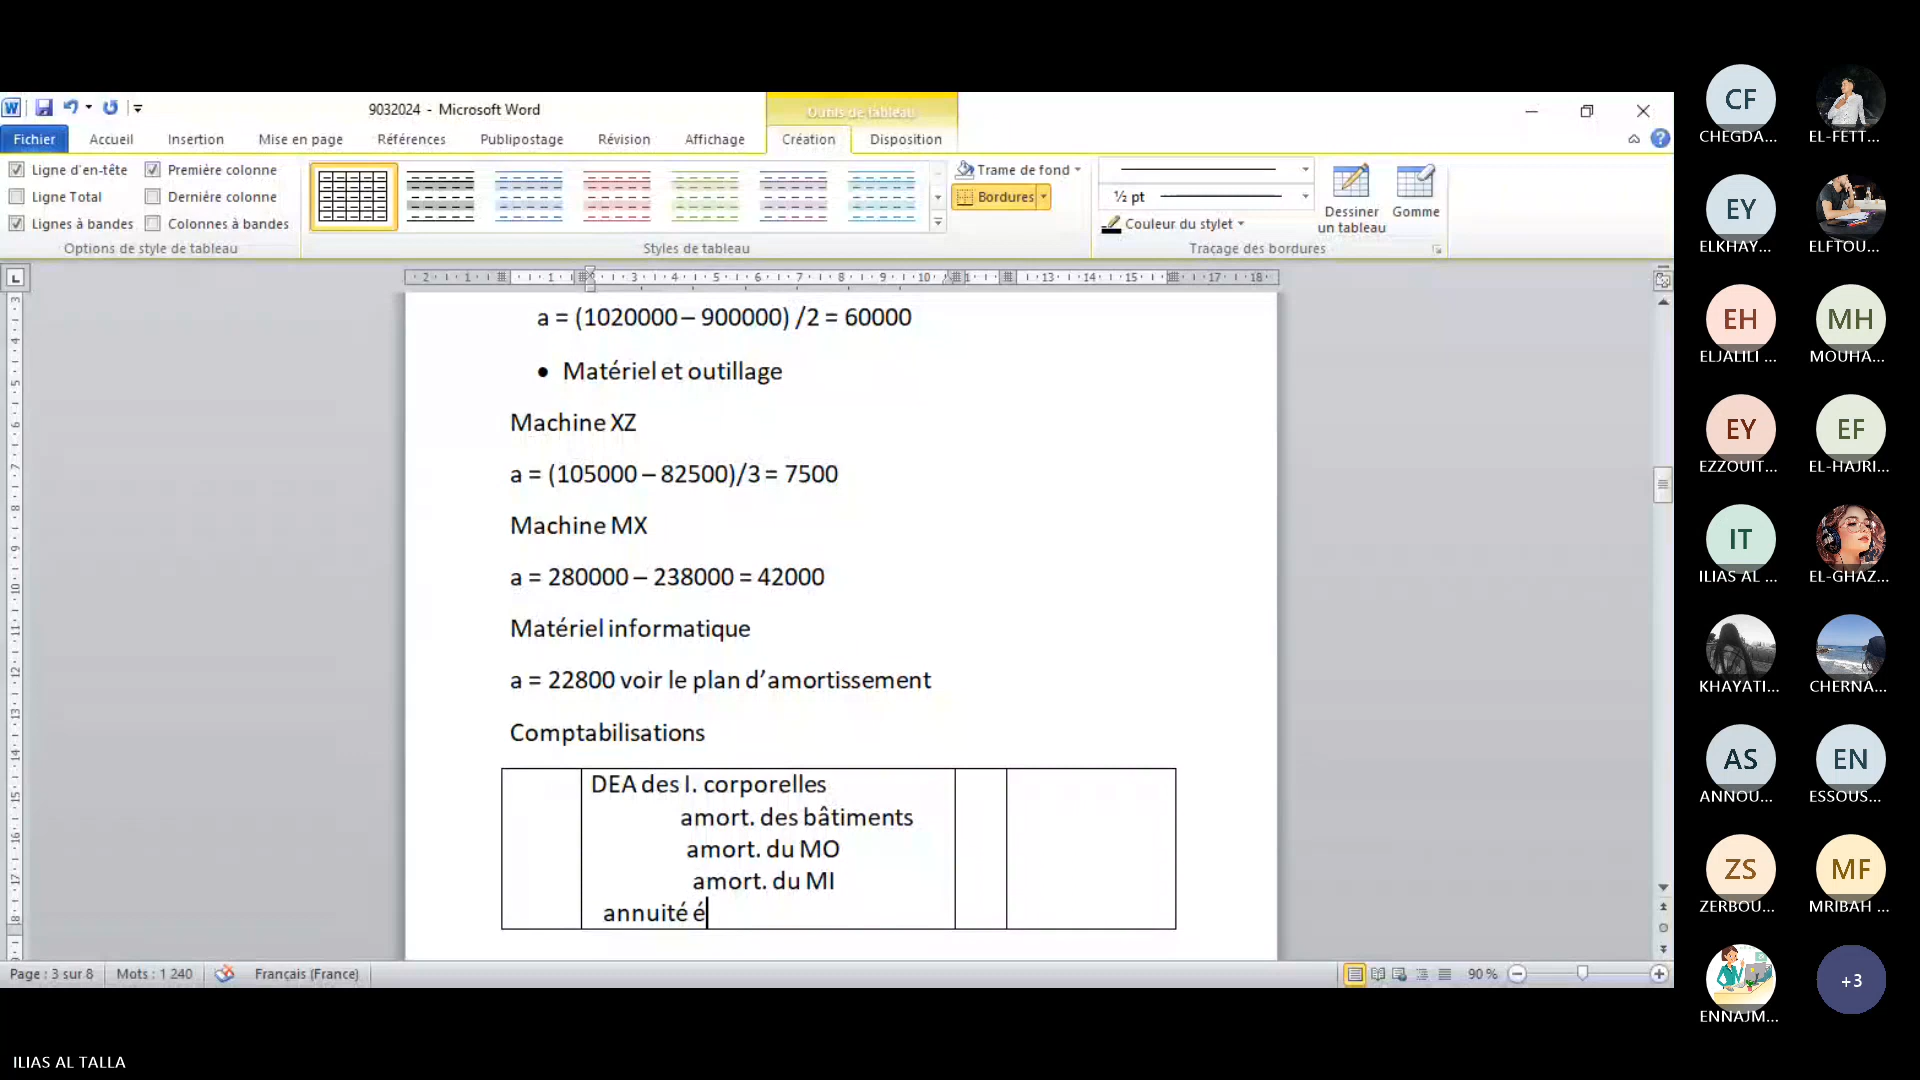 9032024 - Microsoft Word
Outils de tableau
Fichier
Accueil
Insertion
Mise en page
Références
Publipostage
Révision
Affichage
Création
Disposition
Ligne d'en-tête
Première colonne
Ligne Total
Dernière colonne
Lignes à bandes
Colonnes à bandes
Options de style de tableau
Styles de tableau
Trame de fond
Bordures
½ pt
Couleur du stylet
Dessiner
un tableau
Gomme
Traçage des bordures
a = (1020000 – 900000) /2 = 60000
• Matériel et outillage
Machine XZ
a = (105000 – 82500)/3 = 7500
Machine MX
a = 280000 – 238000 = 42000
Matériel informatique
a = 22800 voir le plan d’amortissement
Comptabilisations
DEA des I. corporelles
amort. des bâtiments
amort. du MO
amort. du MI
annuité é
Page : 3 sur 8
Mots : 1 240
Français (France)
90 %
CF
CHEGDA...
EL-FETT...
EY
ELKHAY...
ELFTOU...
EH
ELJALILI ...
MH
MOUHA...
EY
EZZOUIT...
EF
EL-HAJRI...
IT
ILIAS AL ...
EL-GHAZ...
KHAYATI...
CHERNA...
AS
ANNOU...
EN
ESSOUS...
ZS
ZERBOU...
MF
MRIBAH ...
ENNAJM...
+3
ILIAS AL TALLA